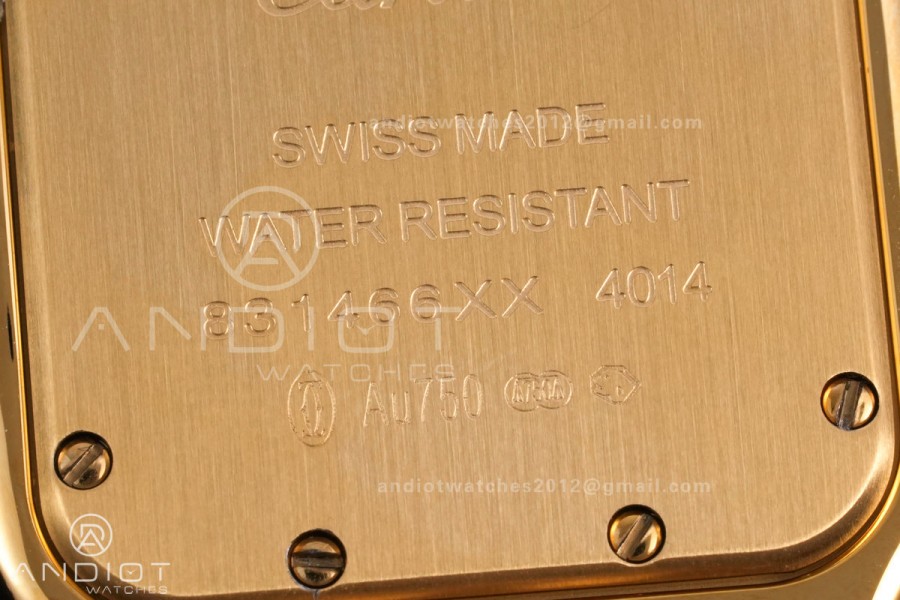 SWISS MADE
andiotwatches2012@gmail.com
WATER RESISTANT
831466XX 4014
ANDIOT
WATCHES
Au750
andiotwatches2012@gmail.com
ANDIOT
WATCHES